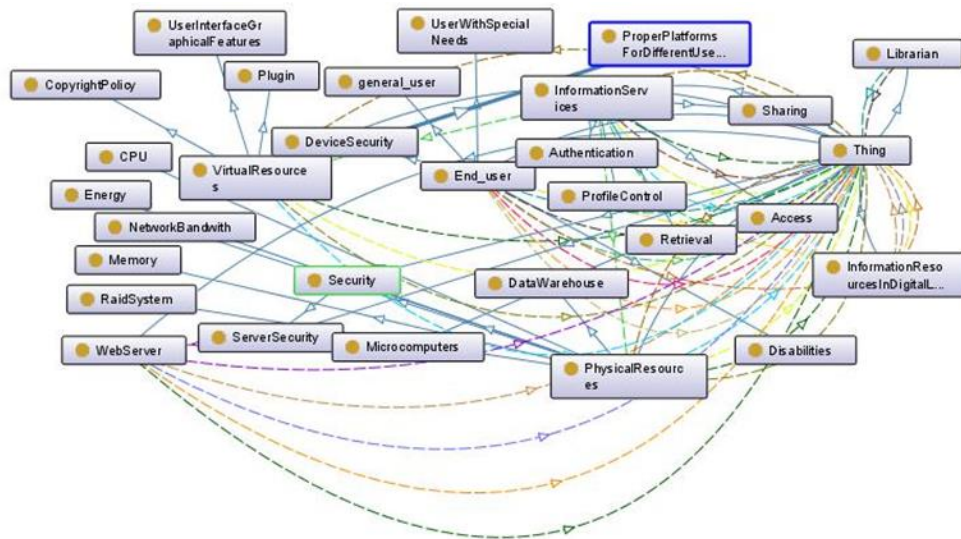 UserInterfaceGr
aphicalFeatures
UserWithSpecial
Needs
ProperPlatforms
ForDifferentUse...
Librarian
CopyrightPolicy
Plugin
general_user
InformationServ
ices
Sharing
DeviceSecurity
Authentication
Thing
CPU
VirtualResource
s
End_user
Energy
ProfileControl
NetworkBandwith
Access
Retrieval
Memory
Security
DataWarehouse
InformationReso
urcesInDigitalL...
RaidSystem
WebServer
ServerSecurity
Microcomputers
Disabilities
PhysicalResourc
es